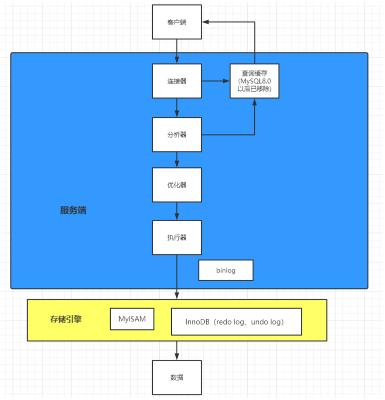 客户端
连接器
查询缓存
(MySQL8.0
以后已移除)
分析器
优化器
服务端
执行器
binlog
存储引擎
MyISAM
InnoDB（redo log、undo log）
数据